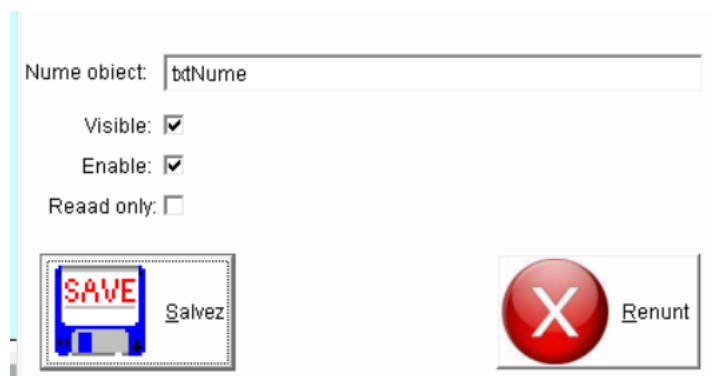 Nume obiect: txtNume
Visible:
Enable:
Reaad only:
SAVE Salvez
X Renunt